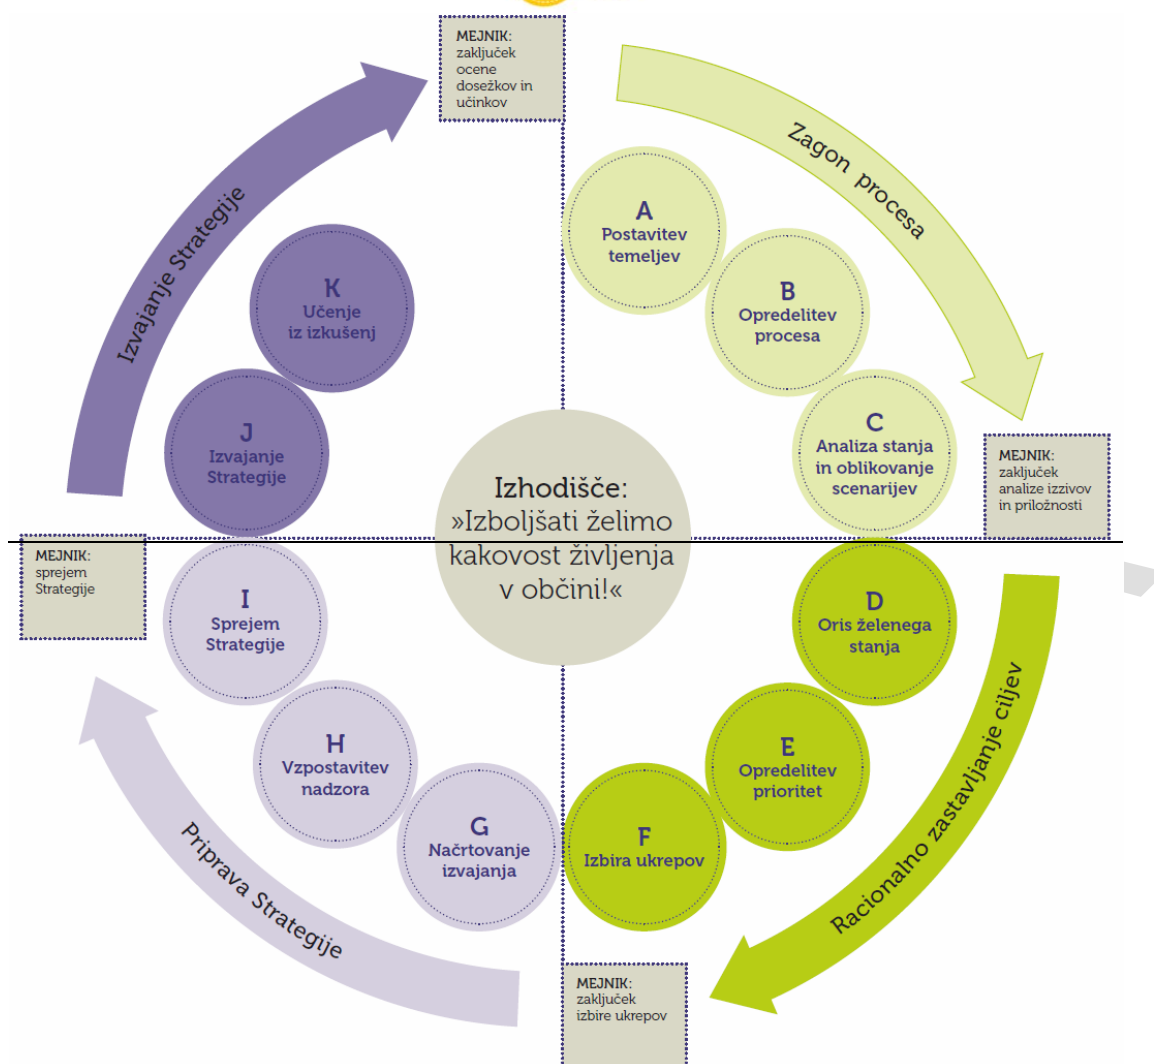 MEJNIK:
zaključek
ocene
dosežkov in
učinkov
Zagon procesa
A
Postavitev
temeljev
B
Opredelitev
procesa
C
Analiza stanja
in oblikovanje
scenarijev
MEJNIK:
zaključek
analize izzivov
in priložnosti
Izhodišče:
»Izboljšati želimo
kakovost življenja
v občini!«
D
Oris želenega
stanja
E
Opredelitev
prioritet
F
Izbira ukrepov
Racionalno zastavljanje ciljev
MEJNIK:
zaključek
izbire ukrepov
G
Načrtovanje
izvajanja
H
Vzpostavitev
nadzora
I
Sprejem
Strategije
Priprava Strategije
MEJNIK:
sprejem
Strategije
J
Izvajanje
Strategije
K
Učenje
iz izkušenj
Izvajanje Strategije